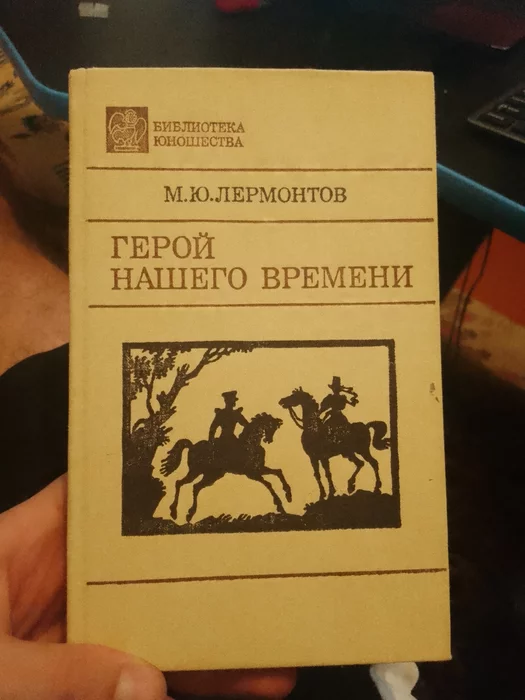 БИБЛИОТЕКА
ЮНОШЕСТВА
М.Ю.ЛЕРМОНТОВ
ГЕРОЙ
НАШЕГО ВРЕМЕНИ